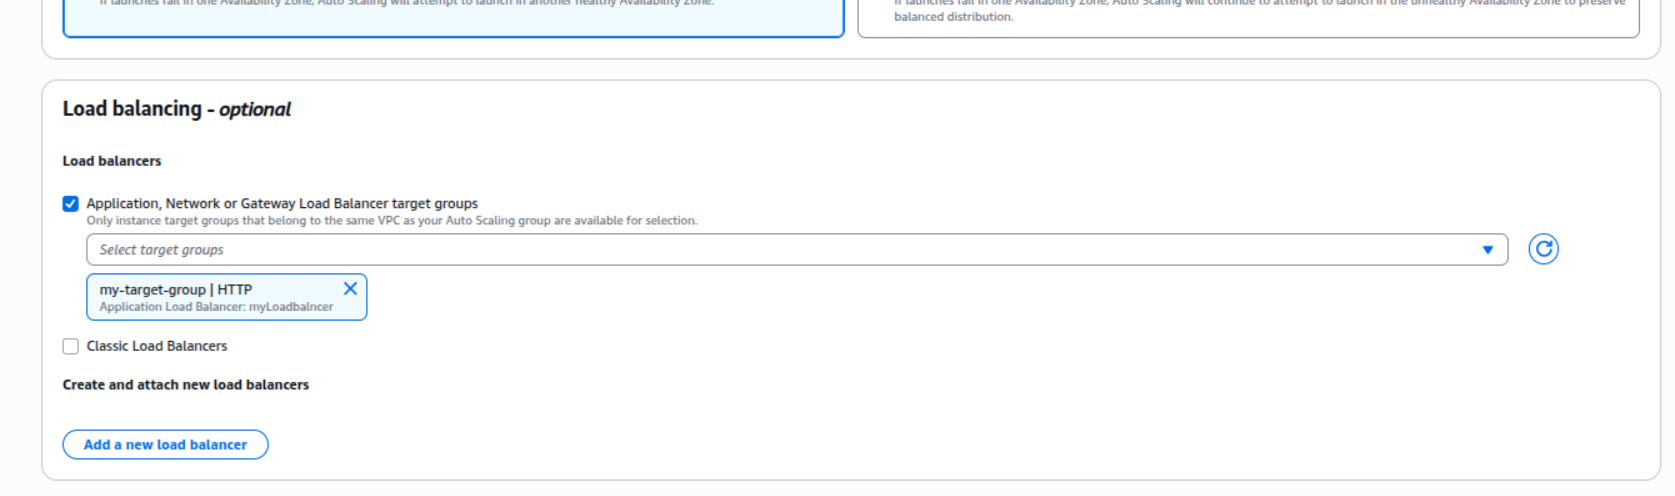 If launches fail in one Availability Zone, Auto Scaling will attempt to launch in another healthy Availability Zone.
If launches fail in one Availability Zone, Auto Scaling will continue to attempt to launch in the unhealthy Availability Zone to preserve
balanced distribution.
Load balancing - optional
Load balancers
Application, Network or Gateway Load Balancer target groups
Only instance target groups that belong to the same VPC as your Auto Scaling group are available for selection.
Select target groups
my-target-group | HTTP
Application Load Balancer: myLoadbalncer
Classic Load Balancers
Create and attach new load balancers
Add a new load balancer